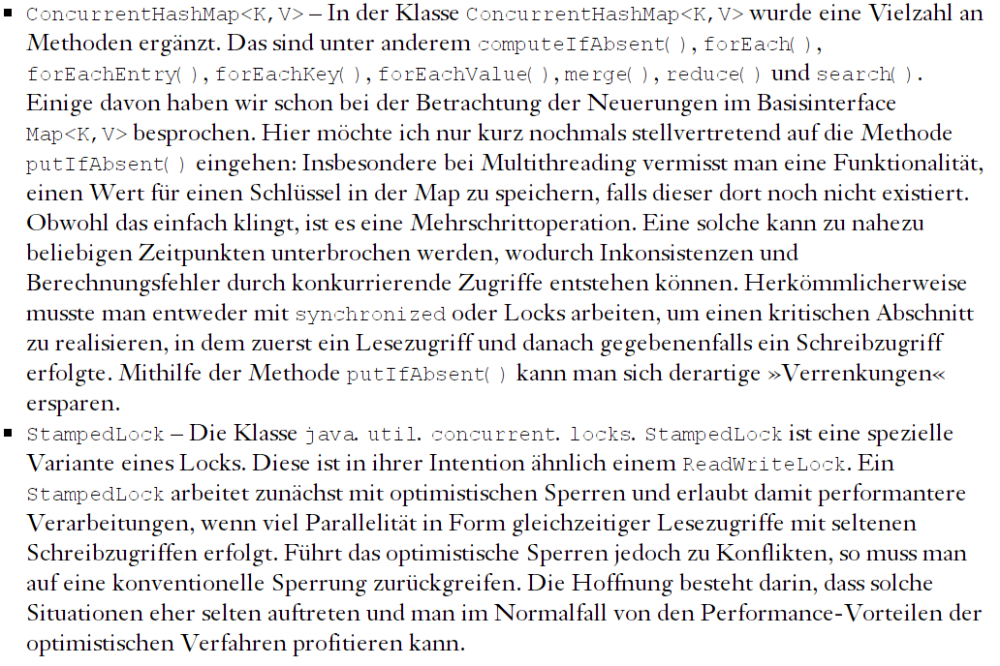 ▪ ConcurrentHashMap<K,V> – In der Klasse ConcurrentHashMap<K,V> wurde eine Vielzahl an
Methoden ergänzt. Das sind unter anderem computeIfAbsent(), forEach(),
forEachEntry(), forEachKey(), forEachValue(), merge(), reduce() und search().
Einige davon haben wir schon bei der Betrachtung der Neuerungen im Basisinterface
Map<K,V> besprochen. Hier möchte ich nur kurz nochmals stellvertretend auf die Methode
putIfAbsent() eingehen: Insbesondere bei Multithreading vermisst man eine Funktionalität,
einen Wert für einen Schlüssel in der Map zu speichern, falls dieser dort noch nicht existiert.
Obwohl das einfach klingt, ist es eine Mehrschrittoperation. Eine solche kann zu nahezu
beliebigen Zeitpunkten unterbrochen werden, wodurch Inkonsistenzen und
Berechnungsfehler durch konkurrierende Zugriffe entstehen können. Herkömmlicherweise
musste man entweder mit synchronized oder Locks arbeiten, um einen kritischen Abschnitt
zu realisieren, in dem zuerst ein Lesezugriff und danach gegebenenfalls ein Schreibzugriff
erfolgte. Mithilfe der Methode putIfAbsent() kann man sich derartige »Verrenkungen«
ersparen.
▪ StampedLock – Die Klasse java. util. concurrent. locks. StampedLock ist eine spezielle
Variante eines Locks. Diese ist in ihrer Intention ähnlich einem ReadWriteLock. Ein
StampedLock arbeitet zunächst mit optimistischen Sperren und erlaubt damit performantere
Verarbeitungen, wenn viel Parallelität in Form gleichzeitiger Lesezugriffe mit seltenen
Schreibzugriffen erfolgt. Führt das optimistische Sperren jedoch zu Konflikten, so muss man
auf eine konventionelle Sperrung zurückgreifen. Die Hoffnung besteht darin, dass solche
Situationen eher selten auftreten und man im Normalfall von den Performance-Vorteilen der
optimistischen Verfahren profitieren kann.